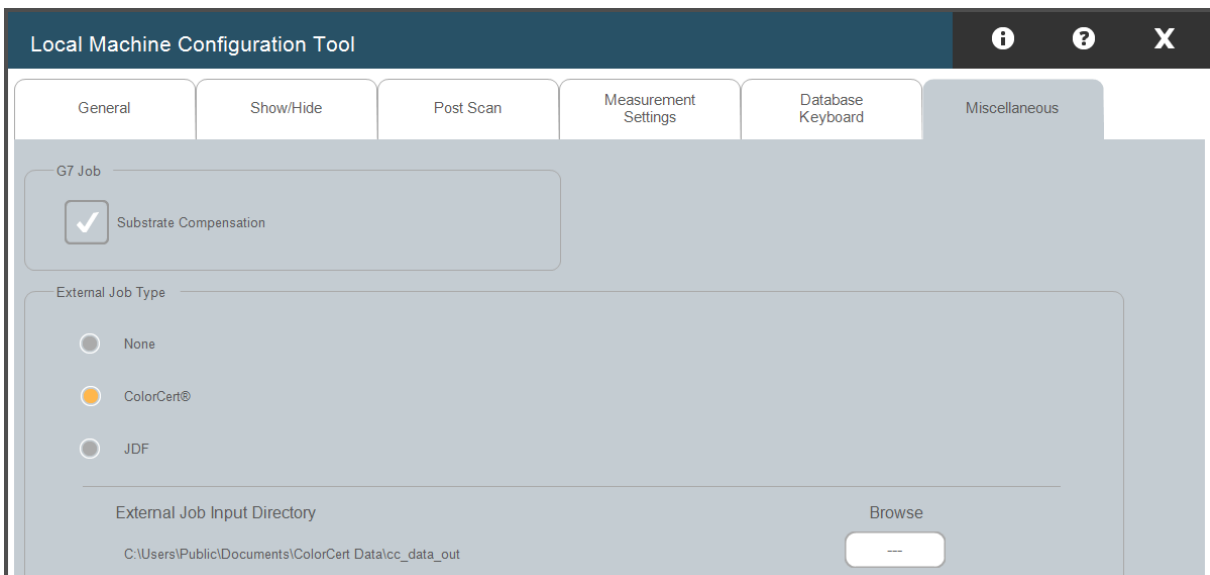 Local Machine Configuration Tool
General
Show/Hide
Post Scan
Measurement
Settings
Database
Keyboard
Miscellaneous
G7 Job
Substrate Compensation
External Job Type
None
ColorCert®
JDF
External Job Input Directory
Browse
C:\Users\Public\Documents\ColorCert Data\cc_data_out
---